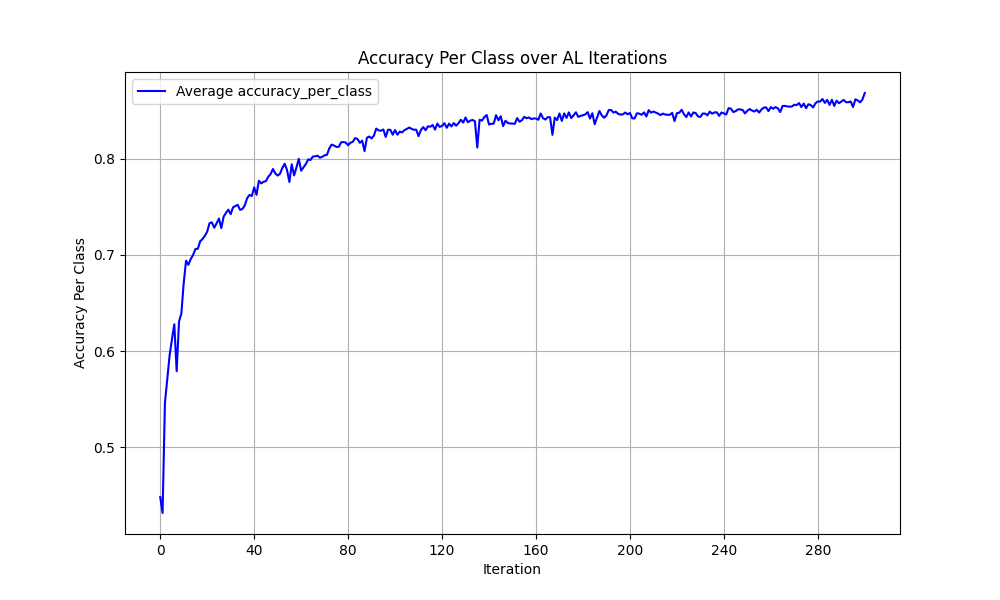 Accuracy Per Class over AL Iterations
Average accuracy_per_class
Accuracy Per Class
0.8
0.7
0.6
0.5
0 40 80 120 160 200 240 280
Iteration